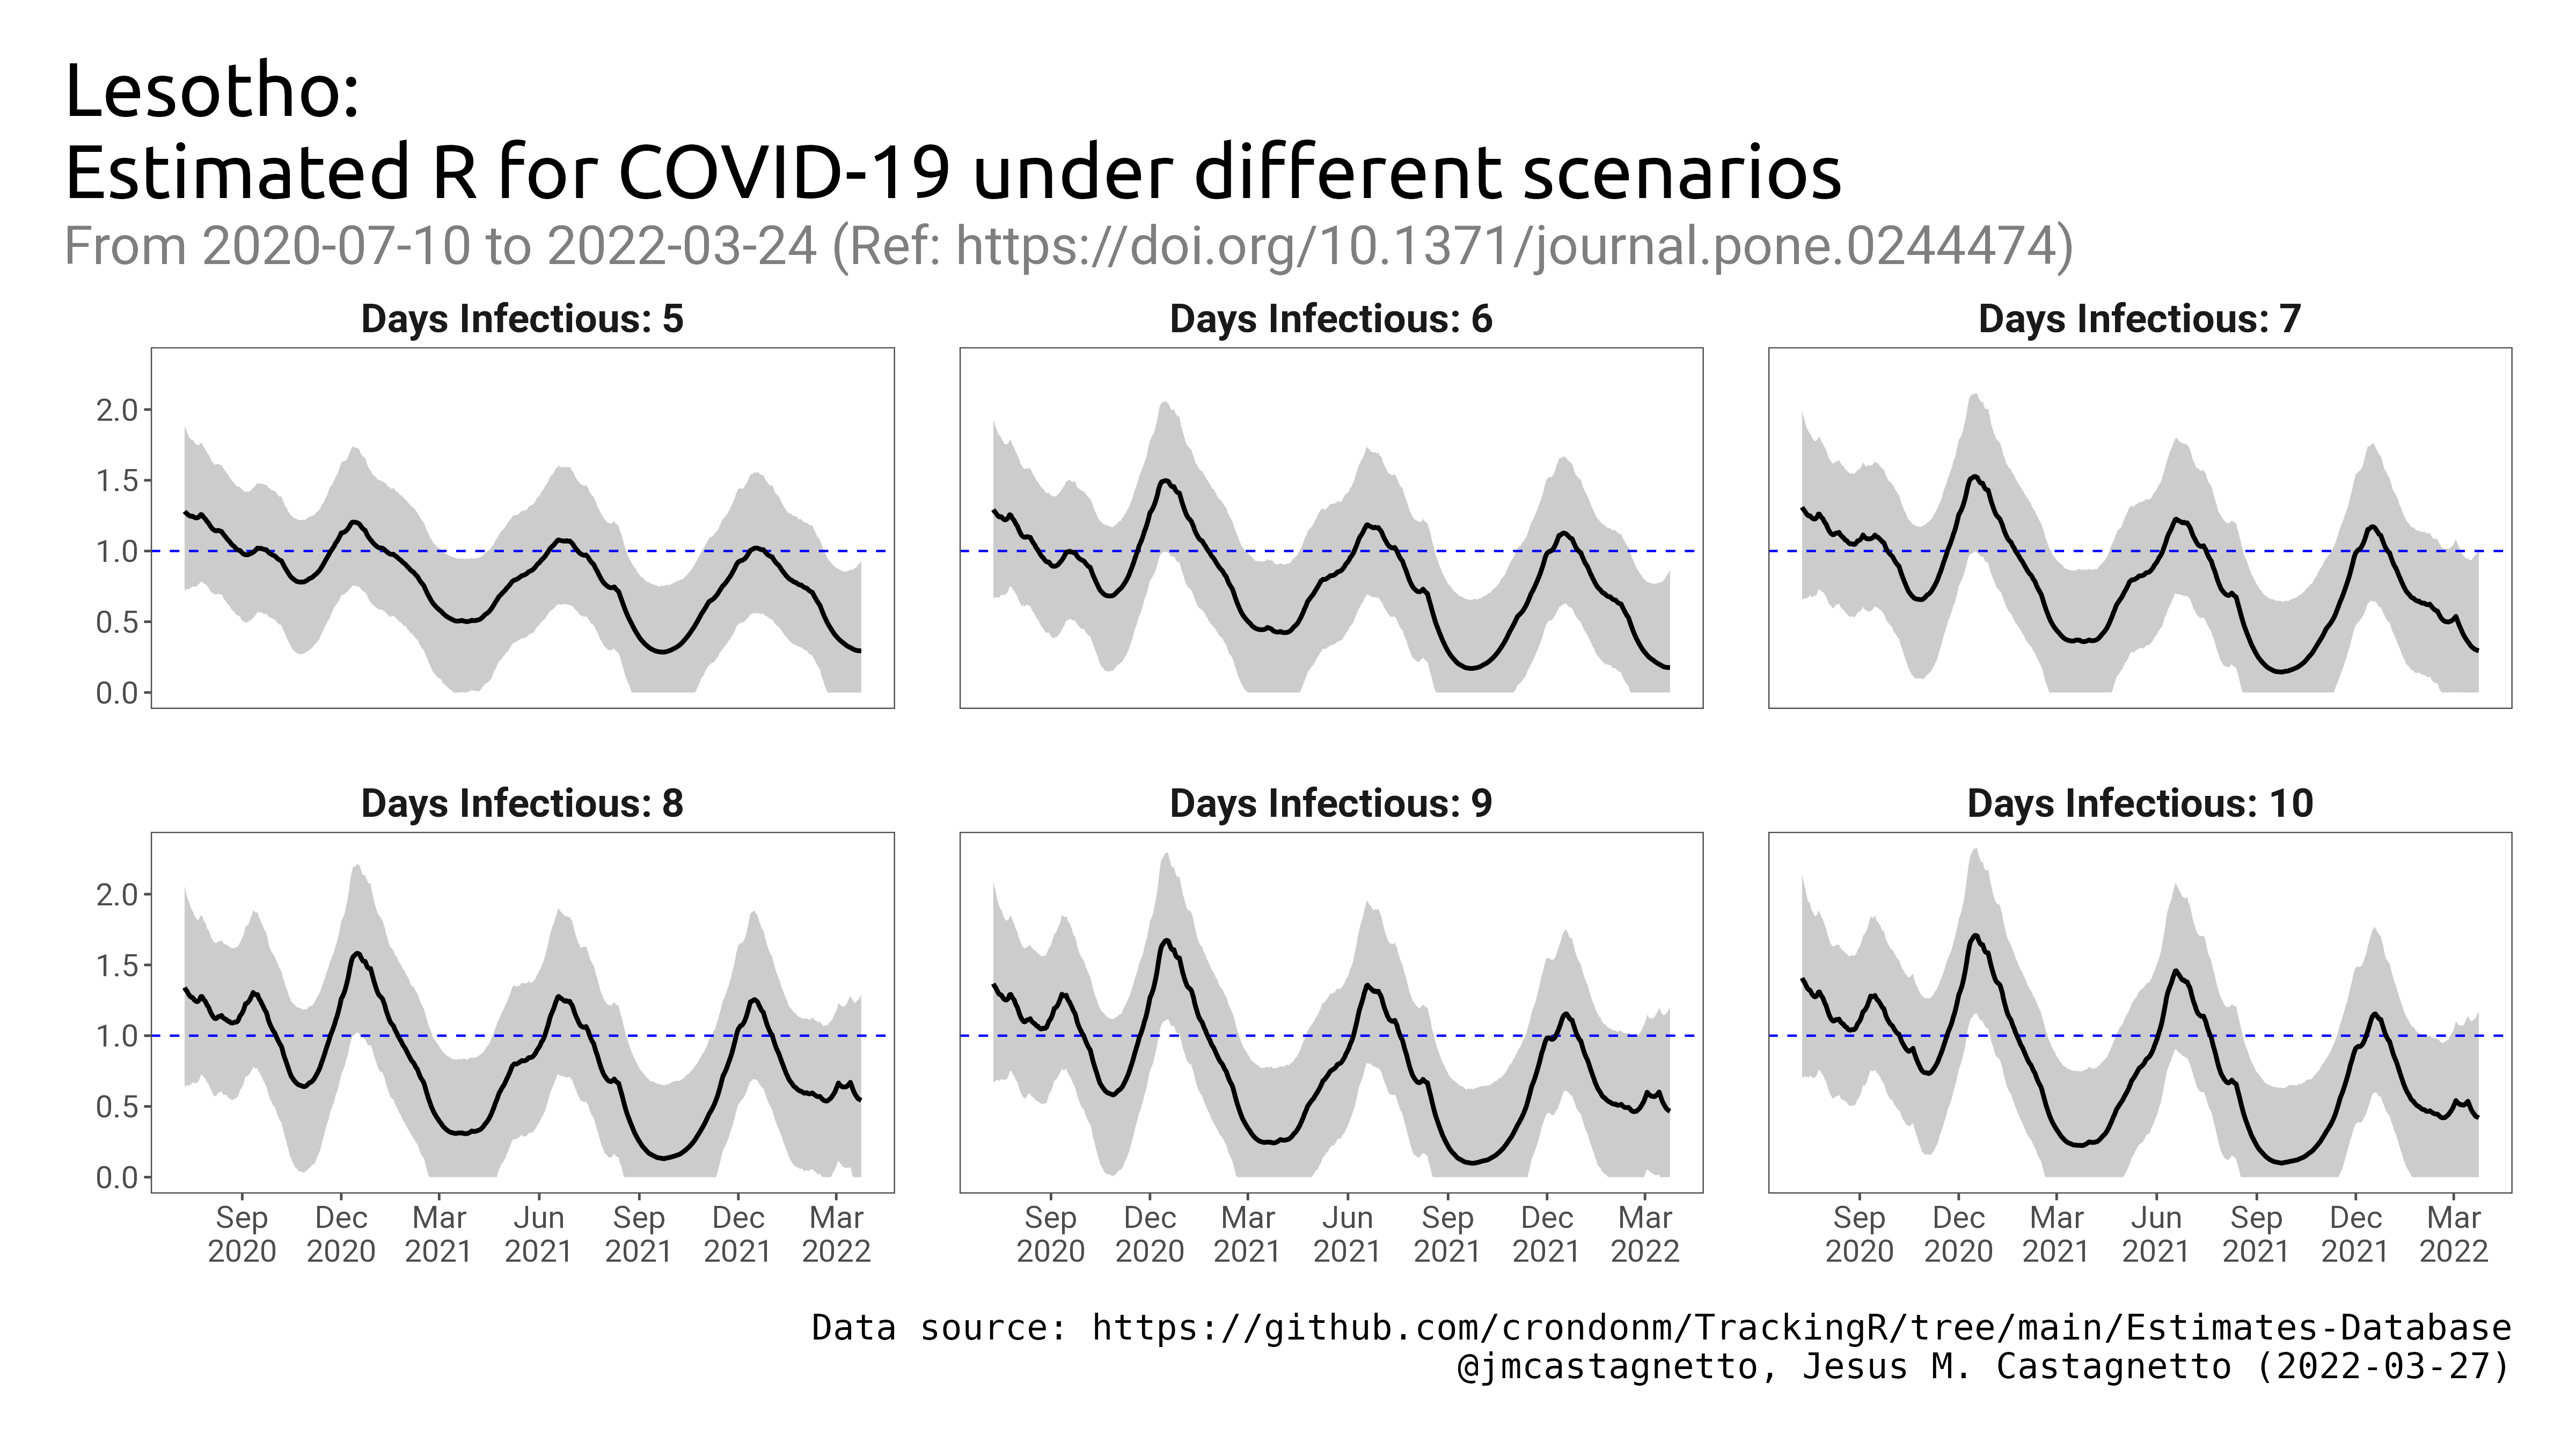 Lesotho:
Estimated R for COVID-19 under different scenarios
From 2020-07-10 to 2022-03-24 (Ref: https://doi.org/10.1371/journal.pone.0244474)
Days Infectious: 5
Days Infectious: 6
Days Infectious: 7
2.0
1.5
1.0
0.5
0.0
Days Infectious: 8
Days Infectious: 9
Days Infectious: 10
2.0
1.5
1.0
0.5
0.0
Sep Dec Mar Jun Sep Dec Mar
2020 2020 2021 2021 2021 2021 2022
Sep Dec Mar Jun Sep Dec Mar
2020 2020 2021 2021 2021 2021 2022
Sep Dec Mar Jun Sep Dec Mar
2020 2020 2021 2021 2021 2021 2022
Data source: https://github.com/crondonm/TrackingR/tree/main/Estimates-Database
@jmcastagnetto, Jesus M. Castagnetto (2022-03-27)